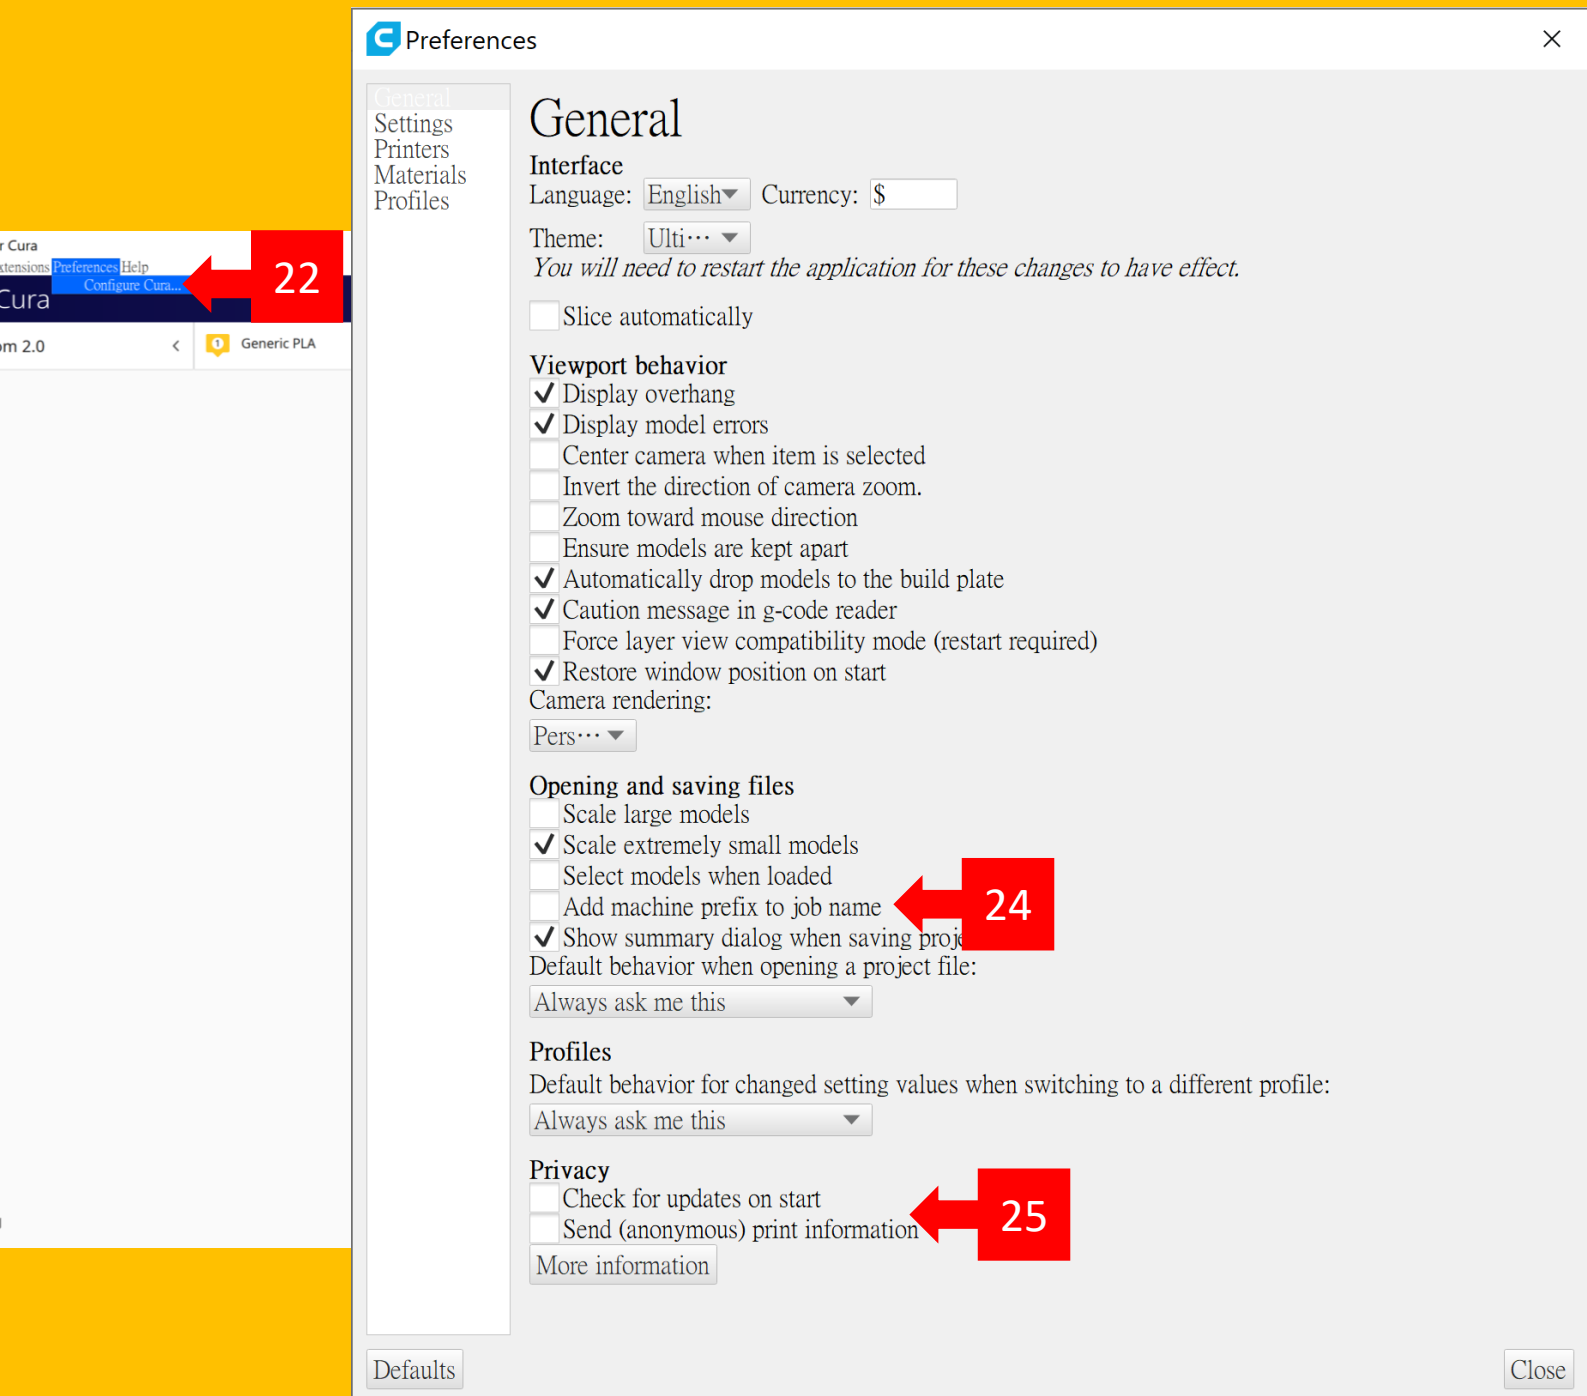 Preferences
General
Settings
Printers
Materials
Profiles
General
Interface
Language: English Currency: $
Theme: Ulti···
You will need to restart the application for these changes to have effect.
Slice automatically
Viewport behavior
Display overhang
Display model errors
Center camera when item is selected
Invert the direction of camera zoom.
Zoom toward mouse direction
Ensure models are kept apart
Automatically drop models to the build plate
Caution message in g-code reader
Force layer view compatibility mode (restart required)
Restore window position on start
Camera rendering:
Pers···
Opening and saving files
Scale large models
Scale extremely small models
Select models when loaded
Add machine prefix to job name
24
Show summary dialog when saving proje
Default behavior when opening a project file:
Always ask me this
Profiles
Default behavior for changed setting values when switching to a different profile:
Always ask me this
Privacy
Check for updates on start
Send (anonymous) print information
25
More information
Defaults
Close
r Cura
xtensions Preferences Help
Configure Cura...
22
Cura
om 2.0
1 Generic PLA